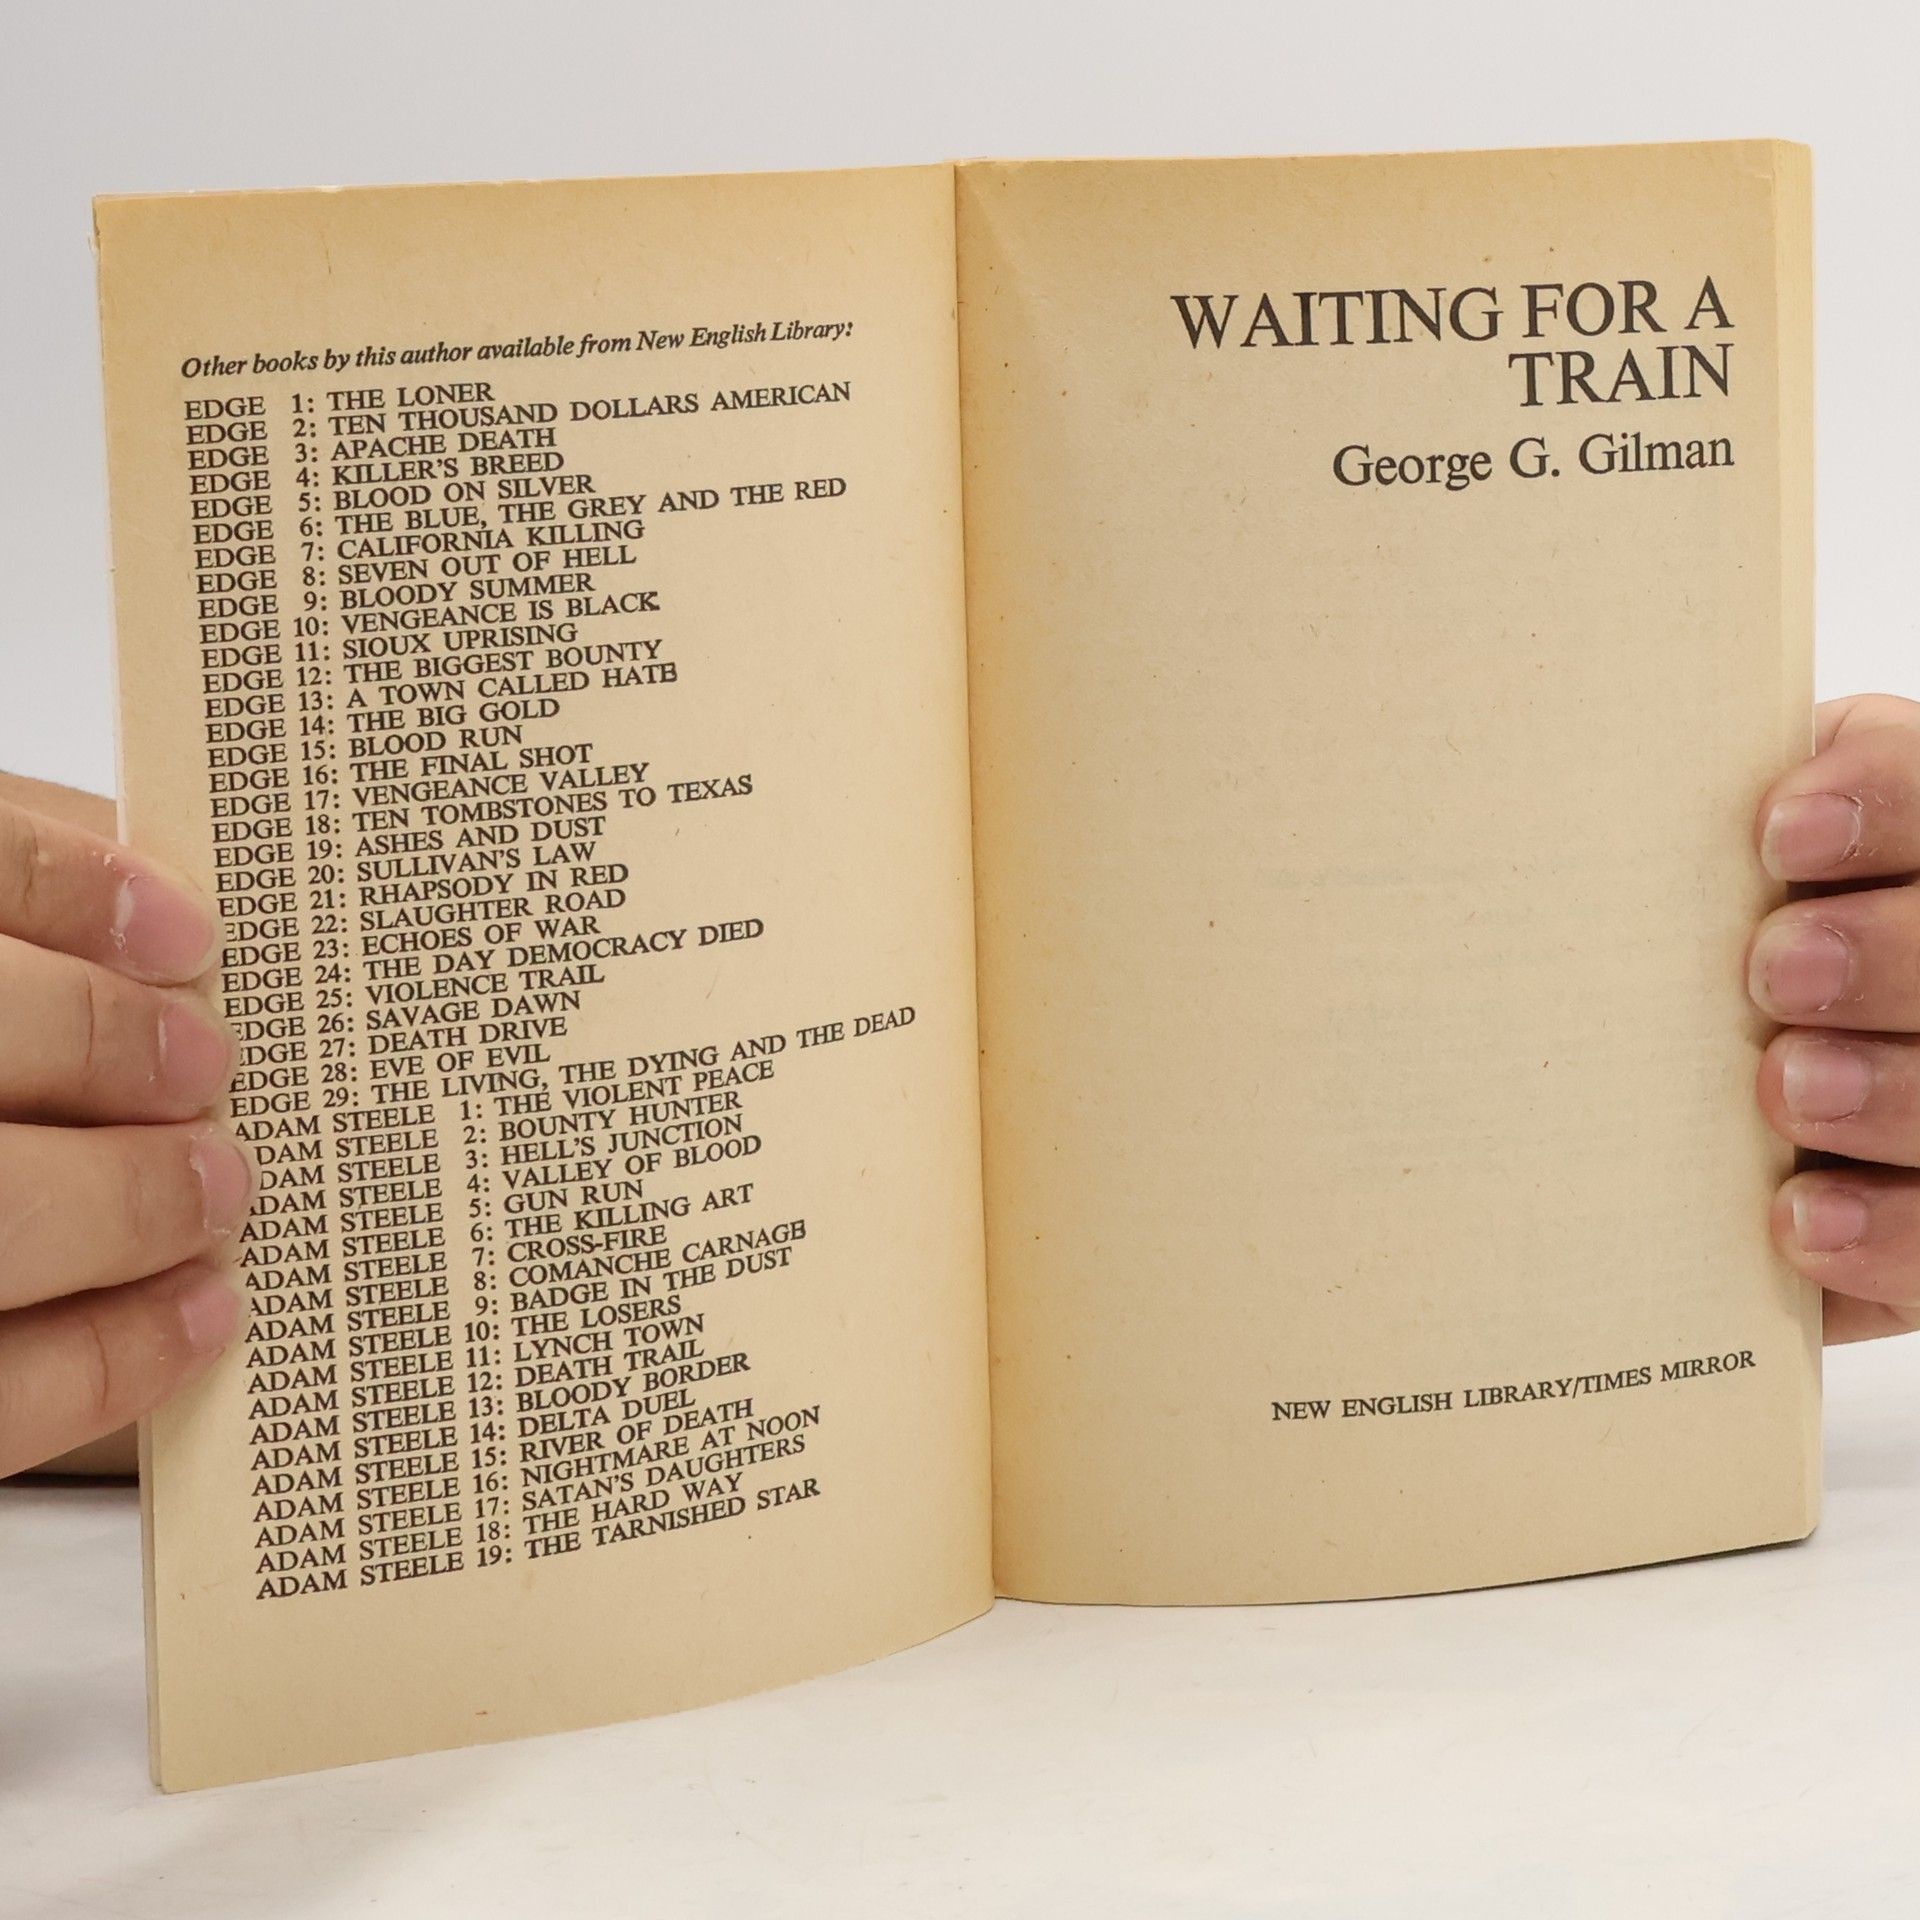 Other books by this author available from New English Library:
EDGE 1: THE LONER
EDGE 2: TEN THOUSAND DOLLARS AMERICAN
EDGE 3: APACHE DEATH
EDGE 4: KILLER'S BREED
EDGE 5: BLOOD ON SILVER
EDGE 6: THE BLUE, THE GREY AND THE RED
EDGE 7: CALIFORNIA KILLING
EDGE 8: SEVEN OUT OF HELL
EDGE 9: BLOODY SUMMER
EDGE 10: VENGEANCE IS BLACK
EDGE 11: SIOUX UPRISING
EDGE 12: THE BIGGEST BOUNTY
EDGE 13: A TOWN CALLED HATE
EDGE 14: THE BIG GOLD
EDGE 15: BLOOD RUN
EDGE 16: THE FINAL SHOT
EDGE 17: VENGEANCE VALLEY
EDGE 18: TEN TOMBSTONES TO TEXAS
EDGE 19: ASHES AND DUST
EDGE 20: SULLIVAN'S LAW
EDGE 21: RHAPSODY IN RED
EDGE 22: SLAUGHTER ROAD
EDGE 23: ECHOES OF WAR
EDGE 24: THE DAY DEMOCRACY DIED
EDGE 25: VIOLENCE TRAIL
EDGE 26: SAVAGE DAWN
EDGE 27: DEATH DRIVE
EDGE 28: EVE OF EVIL
EDGE 29: THE LIVING, THE DYING AND THE DEAD
ADAM STEELE 1: THE VIOLENT PEACE
ADAM STEELE 2: BOUNTY HUNTER
ADAM STEELE 3: HELL'S JUNCTION
ADAM STEELE 4: VALLEY OF BLOOD
ADAM STEELE 5: GUN RUN
ADAM STEELE 6: THE KILLING ART
ADAM STEELE 7: CROSS-FIRE
ADAM STEELE 8: COMANCHE CARNAGE
ADAM STEELE 9: BADGE IN THE DUST
ADAM STEELE 10: THE LOSERS
ADAM STEELE 11: LYNCH TOWN
ADAM STEELE 12: DEATH TRAIL
ADAM STEELE 13: BLOODY BORDER
ADAM STEELE 14: DELTA DUEL
ADAM STEELE 15: RIVER OF DEATH
ADAM STEELE 16: NIGHTMARE AT NOON
ADAM STEELE 17: SATAN'S DAUGHTERS
ADAM STEELE 18: THE HARD WAY
ADAM STEELE 19: THE TARNISHED STAR
WAITING FOR A
TRAIN
George G. Gilman
NEW ENGLISH LIBRARY/TIMES MIRROR